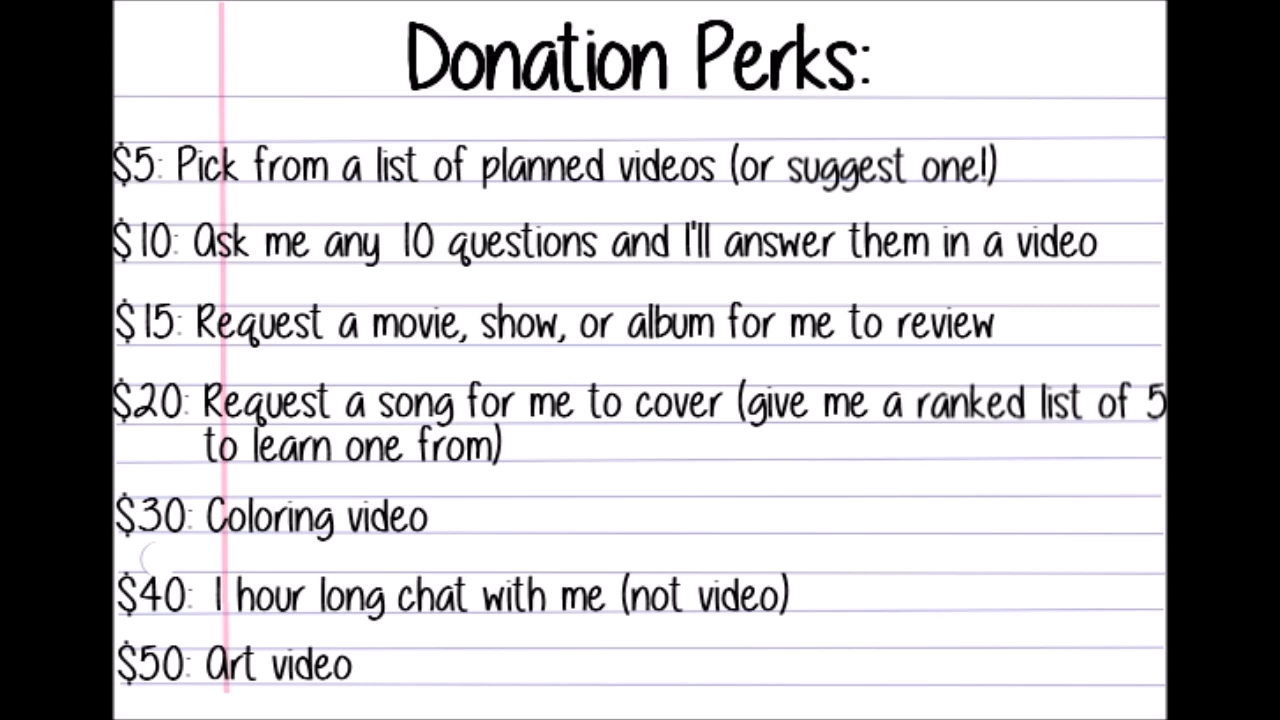 Donation Perks:
$5: Pick from a list of planned videos (or suggest one!)
$10: Ask me any 10 questions and I'll answer them in a video
$15: Request a movie, show, or album for me to review
$20: Request a song for me to cover (give me a ranked list of 5
to learn one from)
$30: Coloring video
$40: 1 hour long chat with me (not video)
$50: Art video